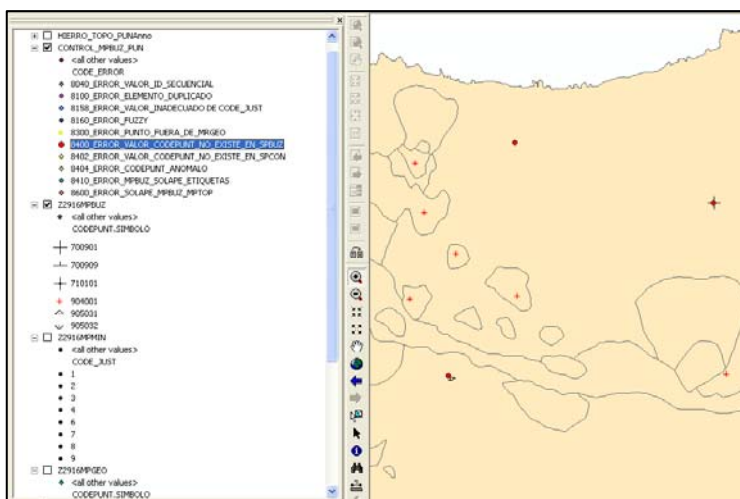 HIERRO_TOPO_PUNAnno
CONTROL_MPBUZ_PUN
<all other values>
CODE_ERROR
8040_ERROR_VALOR_ID_SECUENCIAL
8100_ERROR_ELEMENTO_DUPLICADO
8158_ERROR_VALOR_INADECUADO DE CODE_JUST
8160_ERROR_FUZZY
8300_ERROR_PUNTO_FUERA_DE_MRGEO
8400_ERROR_VALOR_CODEPUNT_NO_EXISTE_EN_SPBUZ
8402_ERROR_VALOR_CODEPUNT_NO_EXISTE_EN_SPCON
8404_ERROR_CODEPUNT_ANOMALO
8410_ERROR_MPBUZ_SOLAPE_ETIQUETAS
8600_ERROR_SOLAPE_MPBUZ_MPTOP
Z2916MPBUZ
<all other values>
CODEPUNT.SIMBOLO
700901
700909
710101
904001
905031
905032
Z2916MPMIN
<all other values>
CODE_JUST
1
2
3
4
6
7
8
9
Z2916MPGEO
<all other values>
CODEPUNT.SIMBOLO